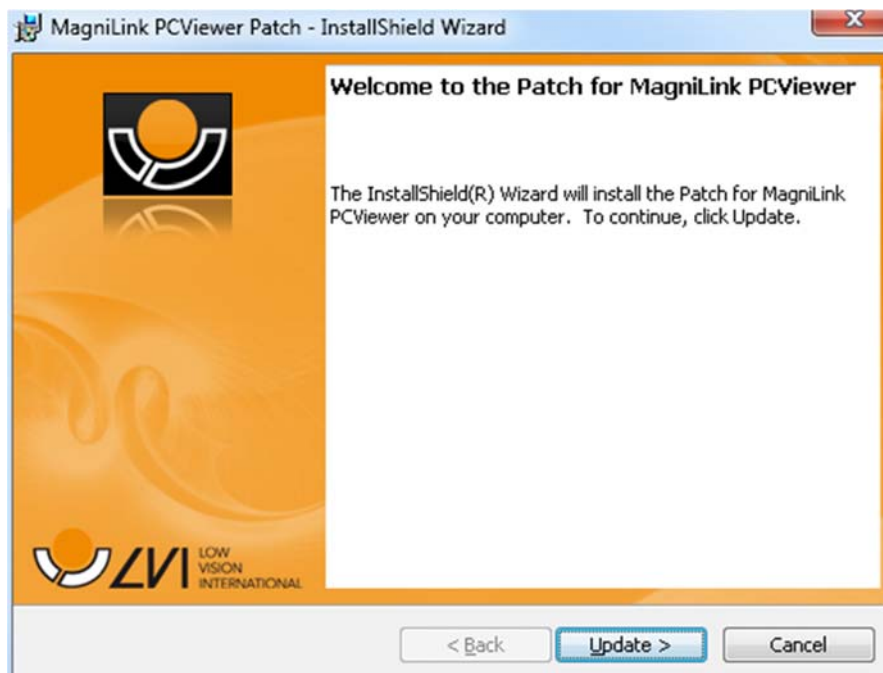 MagniLink PCViewer Patch - InstallShield Wizard
Welcome to the Patch for MagniLink PCViewer
The InstallShield(R) Wizard will install the Patch for MagniLink
PCViewer on your computer.  To continue, click Update.
LVI
LOW
VISION
INTERNATIONAL
< Back
Update >
Cancel